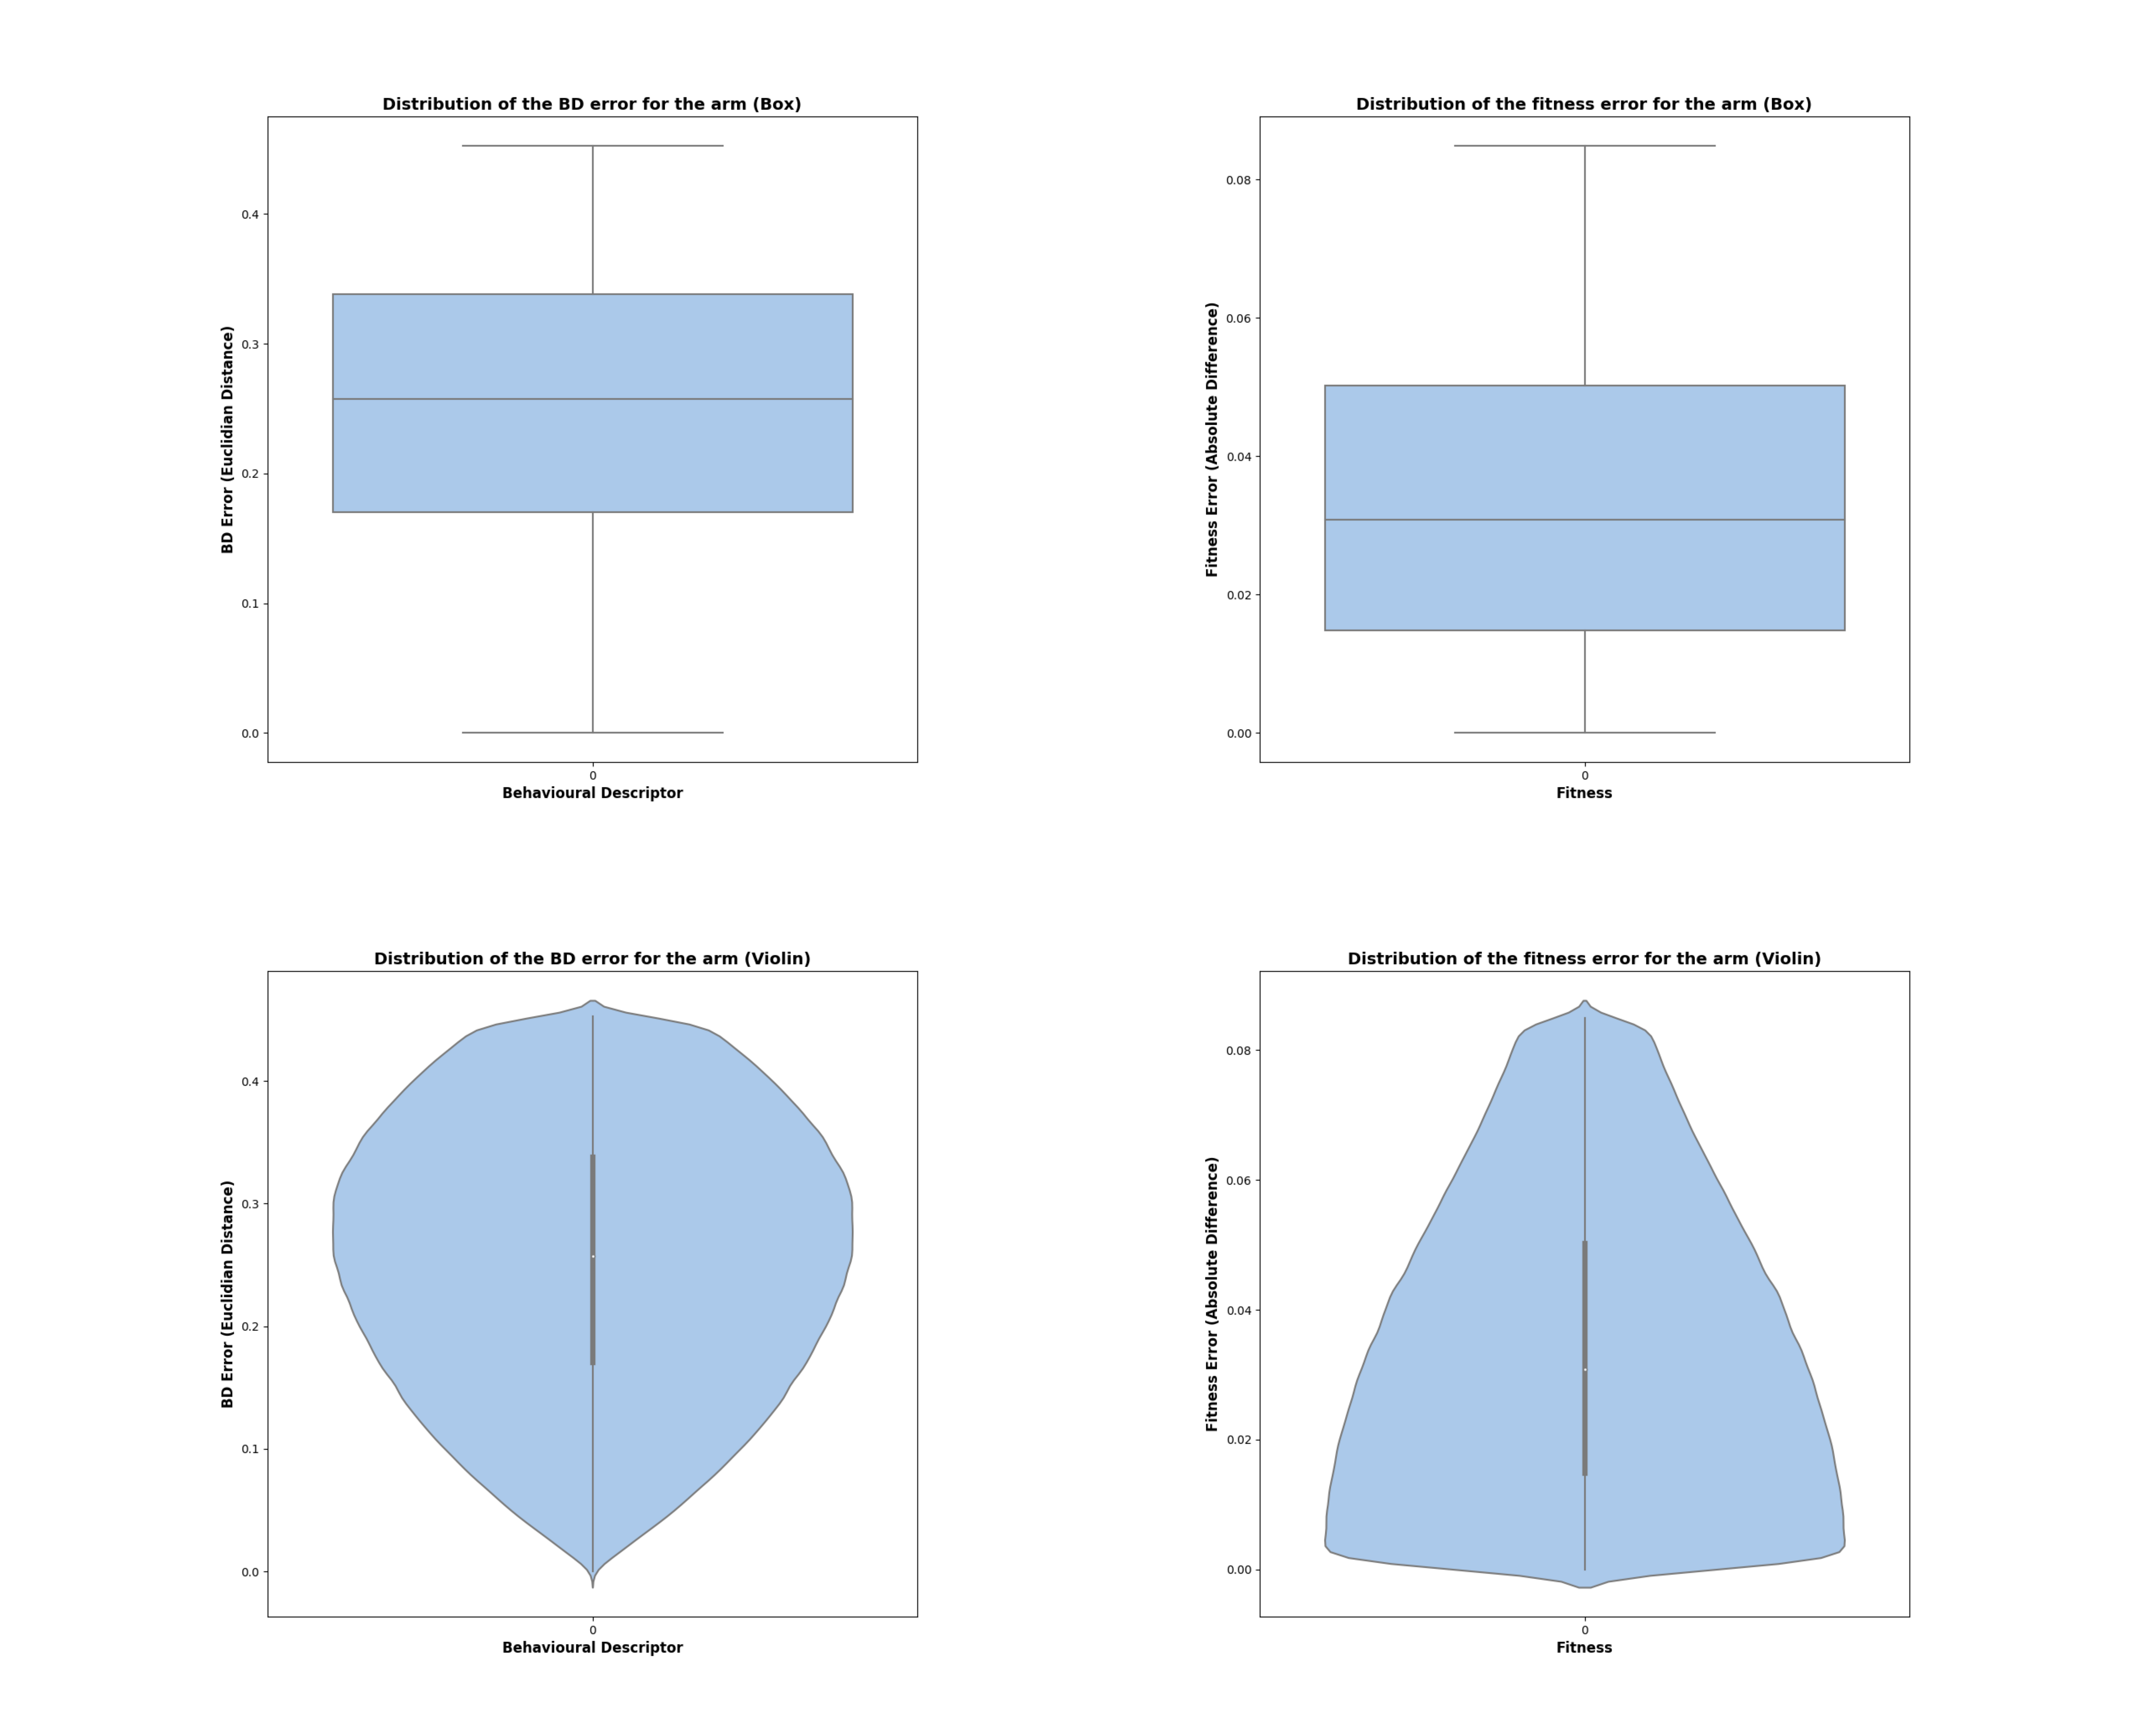 Distribution of the BD error for the arm (Box)
BD Error (Euclidian Distance)
0.4
0.3
0.2
0.1
0.0
0
Behavioural Descriptor
Distribution of the fitness error for the arm (Box)
Fitness Error (Absolute Difference)
0.08
0.06
0.04
0.02
0.00
0
Fitness
Distribution of the BD error for the arm (Violin)
BD Error (Euclidian Distance)
0.4
0.3
0.2
0.1
0.0
0
Behavioural Descriptor
Distribution of the fitness error for the arm (Violin)
Fitness Error (Absolute Difference)
0.08
0.06
0.04
0.02
0.00
0
Fitness